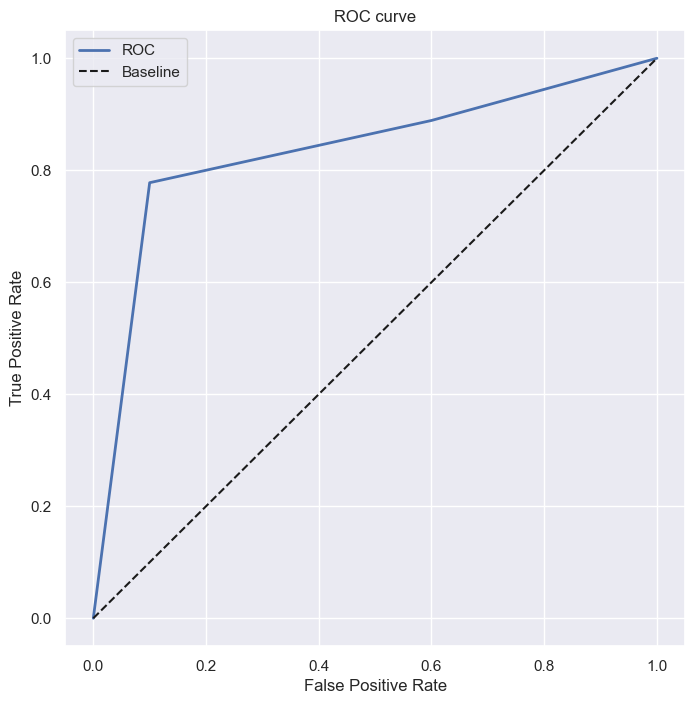 ROC curve
ROC
Baseline
1.0
0.8
0.6
0.4
0.2
0.0
True Positive Rate
0.0 0.2 0.4 0.6 0.8 1.0
False Positive Rate